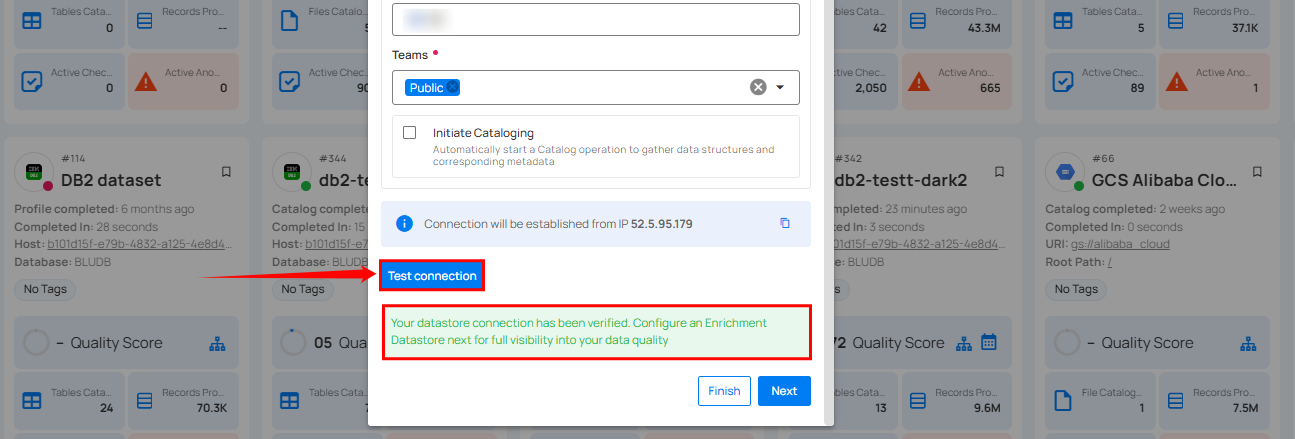 Tables Cata...
0
Records Pro...
--
Active Chec...
0
Active Ano...
0
Files Catalo...
Active Chec...
90
42
Records Pro...
43.3M
2,050
Active Ano...
665
Tables Cata...
5
Records Pro...
37.1K
Active Chec...
89
Active Ano...
1
Teams
Public
Initiate Cataloging
Automatically start a Catalog operation to gather data structures and
corresponding metadata
Connection will be established from IP 52.5.95.179
Test connection
Your datastore connection has been verified. Configure an Enrichment
Datastore next for full visibility into your data quality
Finish
Next
#114
DB2 dataset
Profile completed: 6 months ago
Completed In: 28 seconds
Host: b101d15f-e79b-4832-a125-4e8d4...
Database: BLUDB
No Tags
– Quality Score
Tables Cata...
24
Records Pro...
70.3K
#344
db2-te
Catalog complete
Completed In: 15
Host: b101d15f-e
Database: BLUDB
No Tags
05 Qua
Tables Cata...
#342
db2-testt-dark2
23 minutes ago
3 seconds
e79b-4832-a125-4e8d4...
BLUDB
72 Quality Score
13
Records Pro...
9.6M
#66
GCS Alibaba Clo...
Catalog completed: 2 weeks ago
Completed In: 0 seconds
URI: gs://alibaba_cloud
Root Path: /
No Tags
– Quality Score
File Catalog...
1
Records Pro...
7.5M